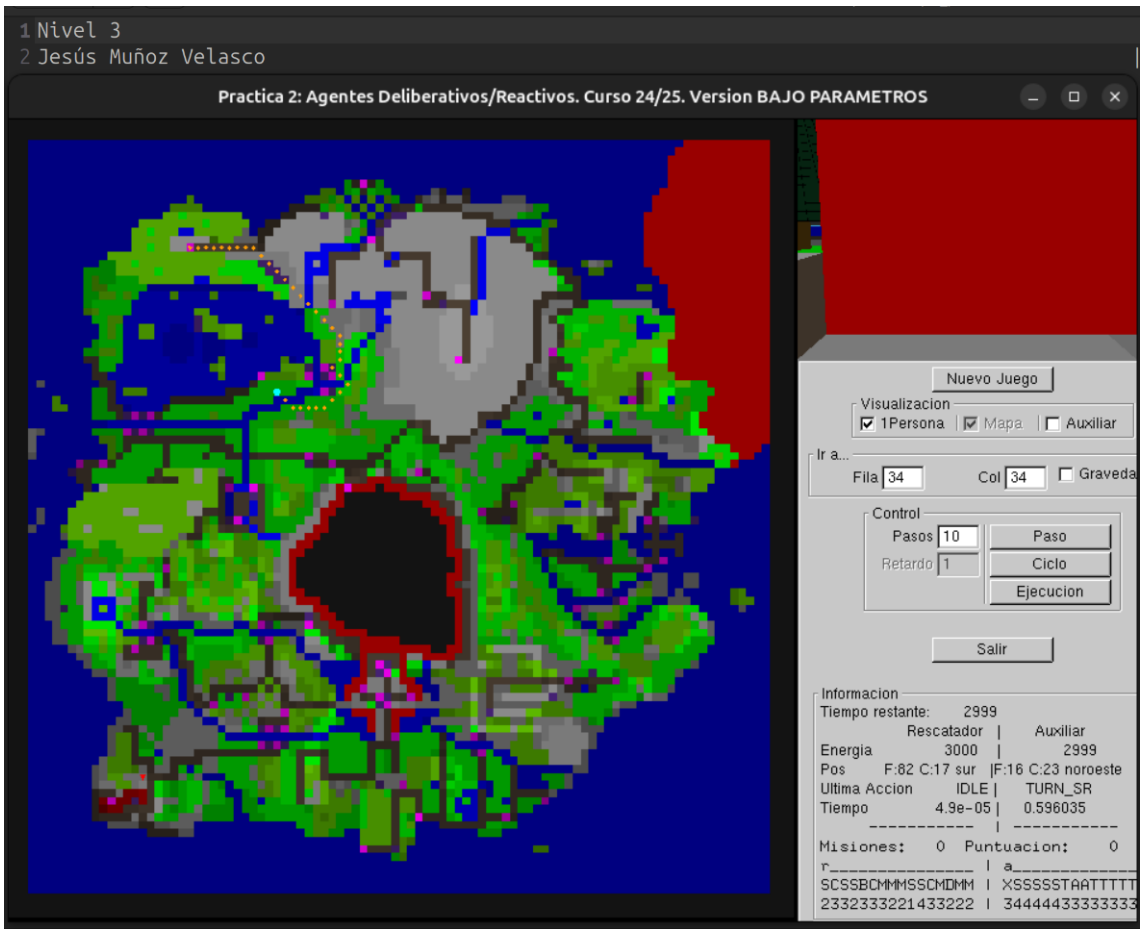 1 Nivel 3
2 Jesús Muñoz Velasco
Practica 2: Agentes Deliberativos/Reactivos. Curso 24/25. Version BAJO PARAMETROS
Nuevo Juego
Visualizacion
1Persona | Mapa | Auxiliar
Ir a...
Fila 34 Col 34 Graveda
Control
Pasos 10 Paso
Retardo 1 Ciclo
Ejecucion
Salir
Informacion
Tiempo restante: 2999
Rescatador | Auxiliar
Energia 3000 | 2999
Pos F:82 C:17 sur |F:16 C:23 noroeste
Ultima Accion IDLE | TURN_SR
Tiempo 4.9e-05 | 0.596035
----------- | -----------
Misiones: 0 Puntuacion: 0
r_______________ | a_______________
SCSSBCMMMSSCMDMM | XSSSSSTAATTTTT
2332333221433222 | 34444433333333